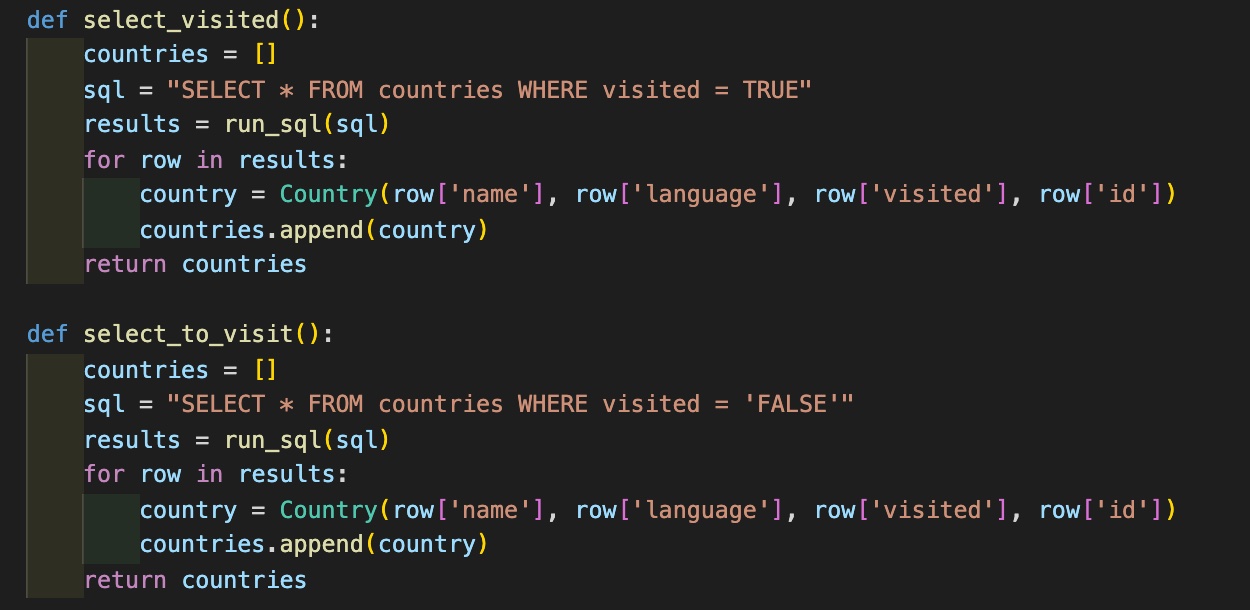 def select_visited():
    countries = []
    sql = "SELECT * FROM countries WHERE visited = TRUE"
    results = run_sql(sql)
    for row in results:
        country = Country(row['name'], row['language'], row['visited'], row['id'])
        countries.append(country)
    return countries

def select_to_visit():
    countries = []
    sql = "SELECT * FROM countries WHERE visited = 'FALSE'"
    results = run_sql(sql)
    for row in results:
        country = Country(row['name'], row['language'], row['visited'], row['id'])
        countries.append(country)
    return countries